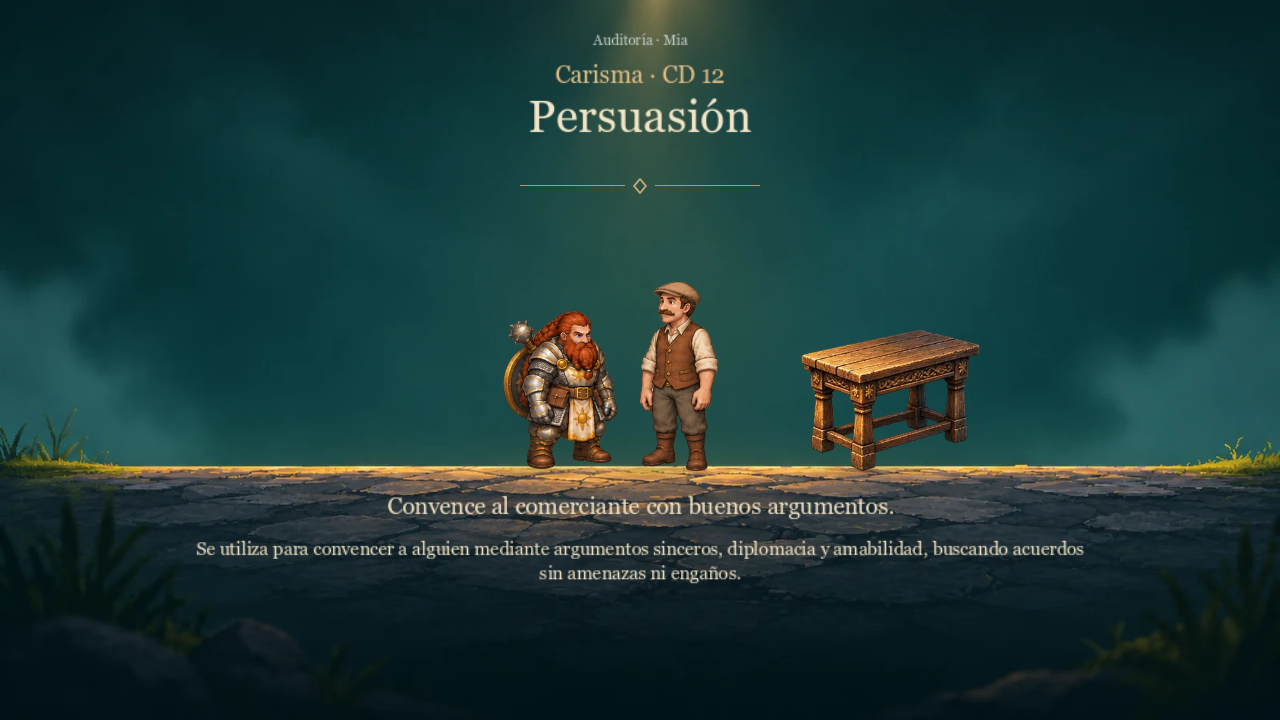 Auditoría · Mia
Carisma · CD 12
Persuasión
Convence al comerciante con buenos argumentos.
Se utiliza para convencer a alguien mediante argumentos sinceros, diplomacia y amabilidad, buscando acuerdos
sin amenazas ni engaños.